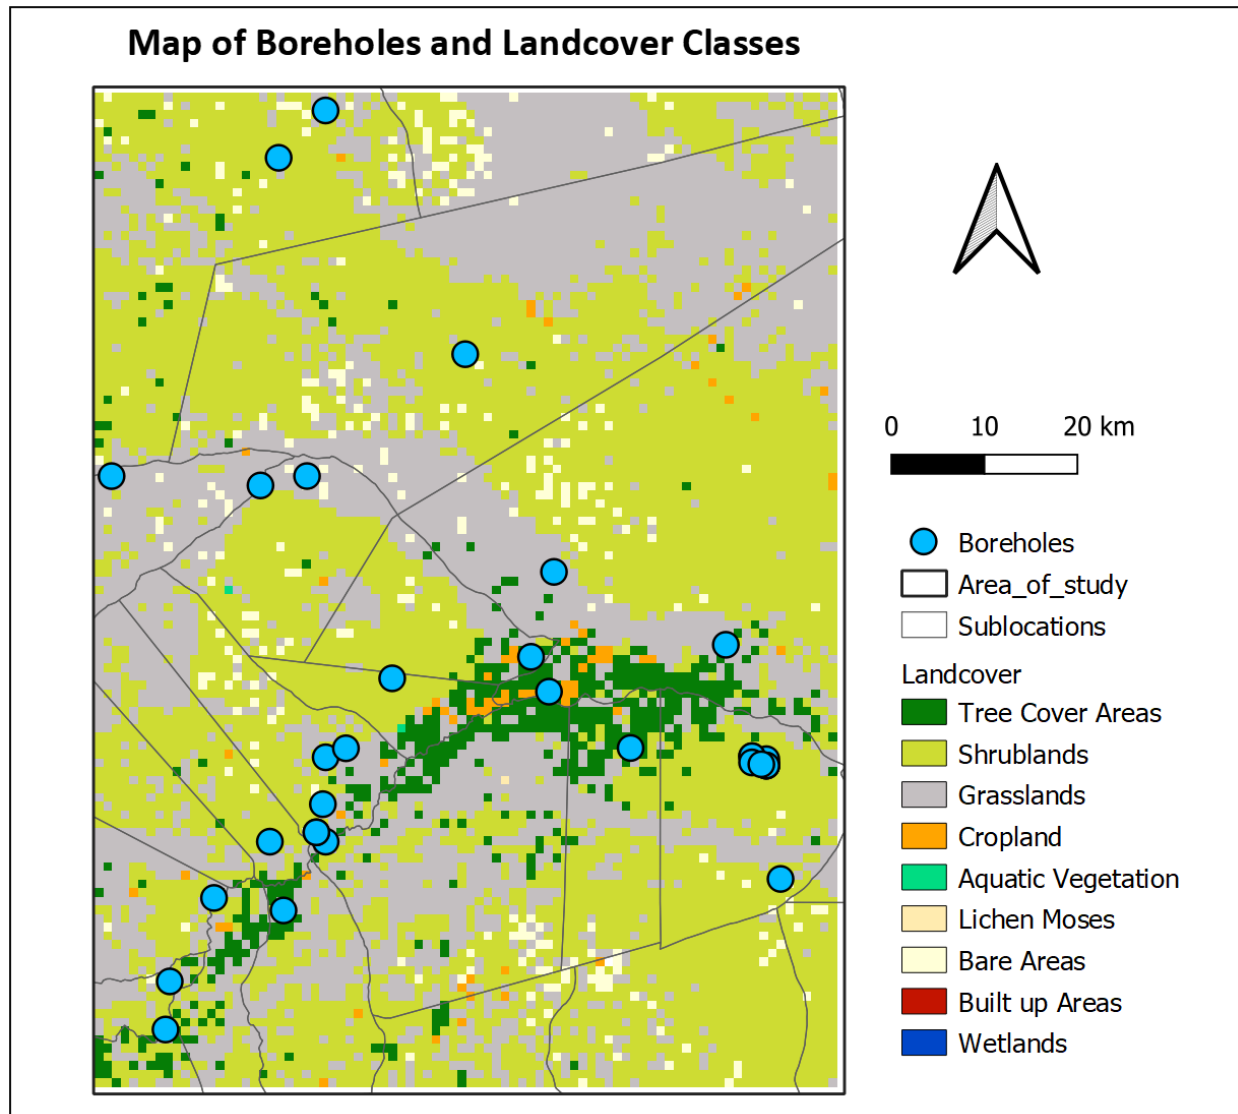 Map of Boreholes and Landcover Classes
0 10 20 km
Boreholes
Area_of_study
Sublocations
Landcover
Tree Cover Areas
Shrublands
Grasslands
Cropland
Aquatic Vegetation
Lichen Moses
Bare Areas
Built up Areas
Wetlands